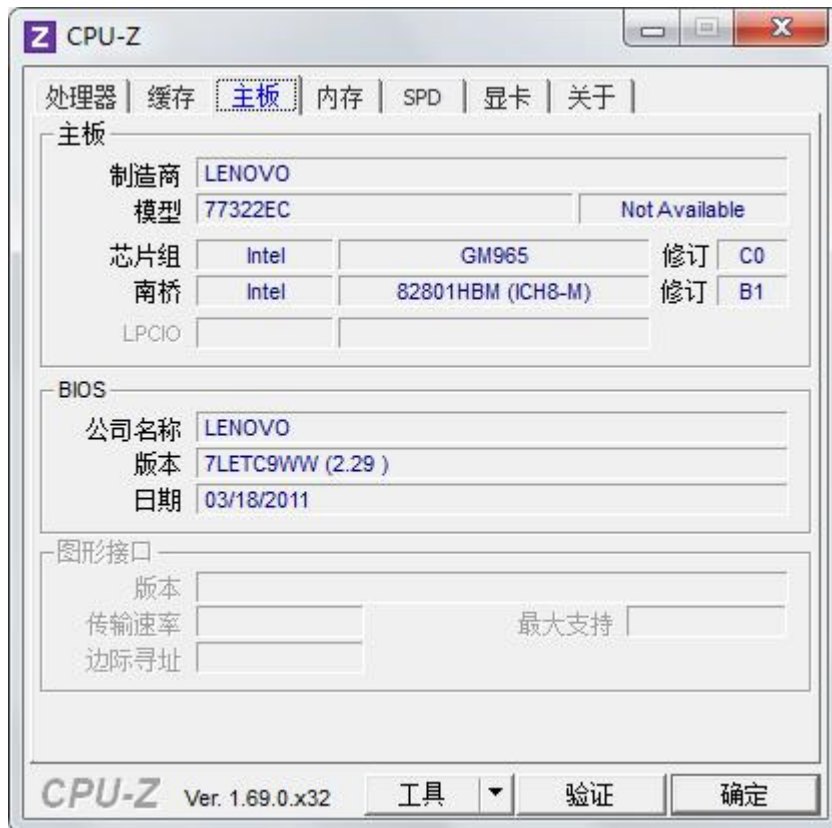 Z CPU-Z
处理器 缓存 主板 内存 SPD 显卡 关于
主板
制造商 LENOVO
模型 77322EC Not Available
芯片组 Intel GM965 修订 C0
南桥 Intel 82801HBM (ICH8-M) 修订 B1
LPCIO
BIOS
公司名称 LENOVO
版本 7LETC9WW (2.29 )
日期 03/18/2011
图形接口
版本
传输速率 最大支持
边际寻址
CPU-Z Ver. 1.69.0.x32 工具 验证 确定